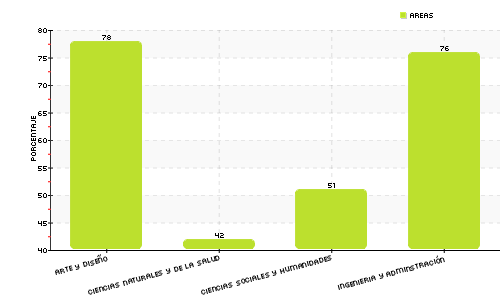 AREAS
PORCENTAJE
80
75
70
65
60
55
50
45
40
78
42
51
76
ARTE Y DISEÑO
CIENCIAS NATURALES Y DE LA SALUD
CIENCIAS SOCIALES Y HUMANIDADES
INGENIERIA Y ADMINISTRACIÓN